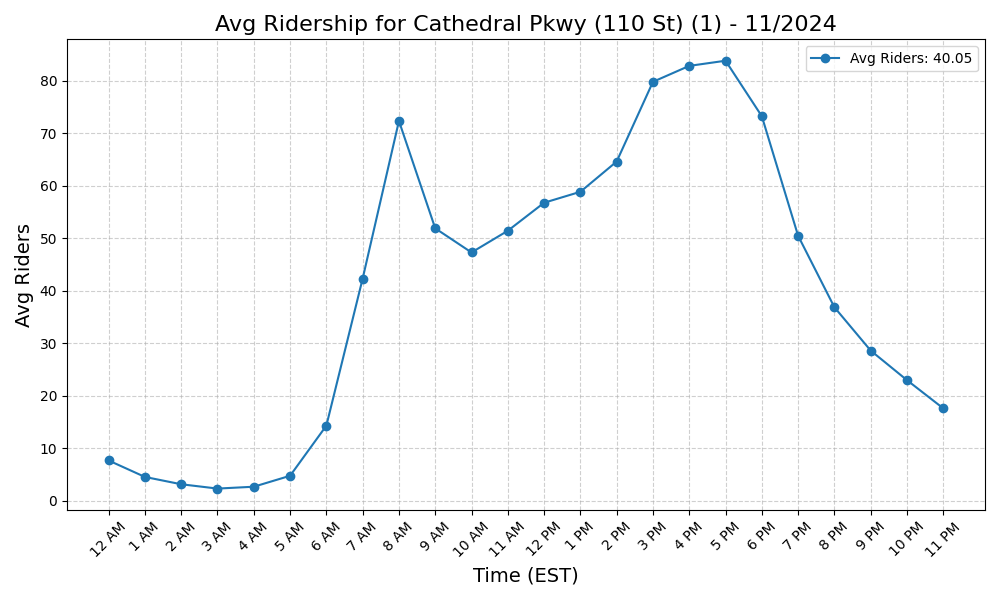 Avg Ridership for Cathedral Pkwy (110 St) (1) - 11/2024
Avg Riders: 40.05
Avg Riders
80
70
60
50
40
30
20
10
0
12 AM
1 AM
2 AM
3 AM
4 AM
5 AM
6 AM
7 AM
8 AM
9 AM
10 AM
11 AM
12 PM
1 PM
2 PM
3 PM
4 PM
5 PM
6 PM
7 PM
8 PM
9 PM
10 PM
11 PM
Time (EST)